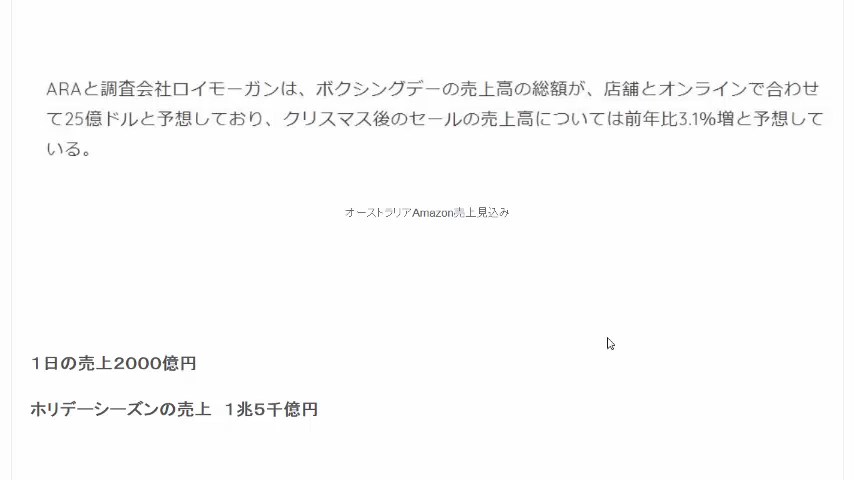 ARAと調査会社ロイモーガンは、ボクシングデーの売上高の総額が、店舗とオンラインで合わせ
て25億ドルと予想しており、クリスマス後のセールの売上高については前年比3.1%増と予想して
いる。
オーストラリアAmazon売上見込み
１日の売上２０００億円
ホリデーシーズンの売上　１兆５千億円